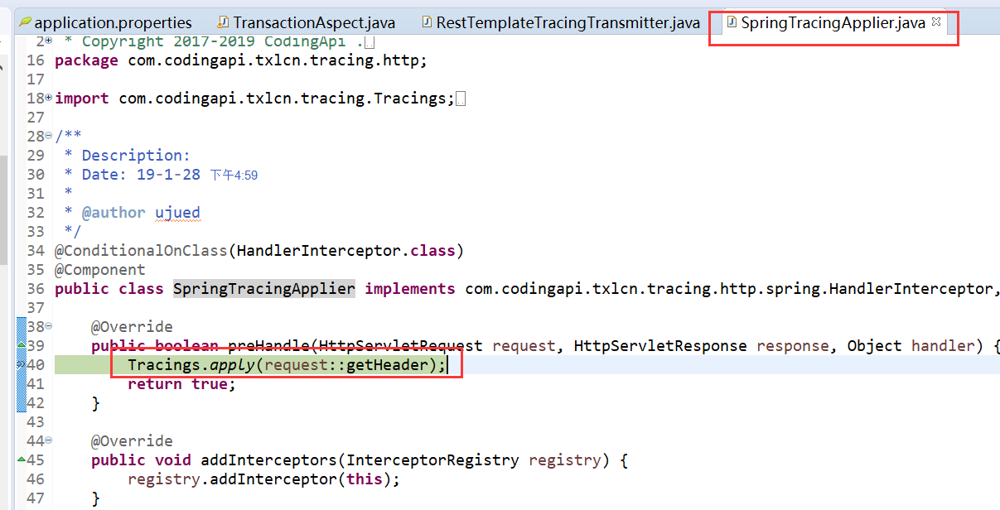 application.properties TransactionAspect.java RestTemplateTracingTransmitter.java SpringTracingApplier.java
2 * Copyright 2017-2019 CodingApi .
16 package com.codingapi.txlcn.tracing.http;
17
18 import com.codingapi.txlcn.tracing.Tracings;
27
28 /**
29 * Description:
30 * Date: 19-1-28 下午4:59
31 *
32 * @author ujued
33 */
34 @ConditionalOnClass(HandlerInterceptor.class)
35 @Component
36 public class SpringTracingApplier implements com.codingapi.txlcn.tracing.http.spring.HandlerInterceptor,
37
38 @Override
39 public boolean preHandle(HttpServletRequest request, HttpServletResponse response, Object handler) {
40 Tracings.apply(request::getHeader);
41 return true;
42 }
43
44 @Override
45 public void addInterceptors(InterceptorRegistry registry) {
46 registry.addInterceptor(this);
47 }